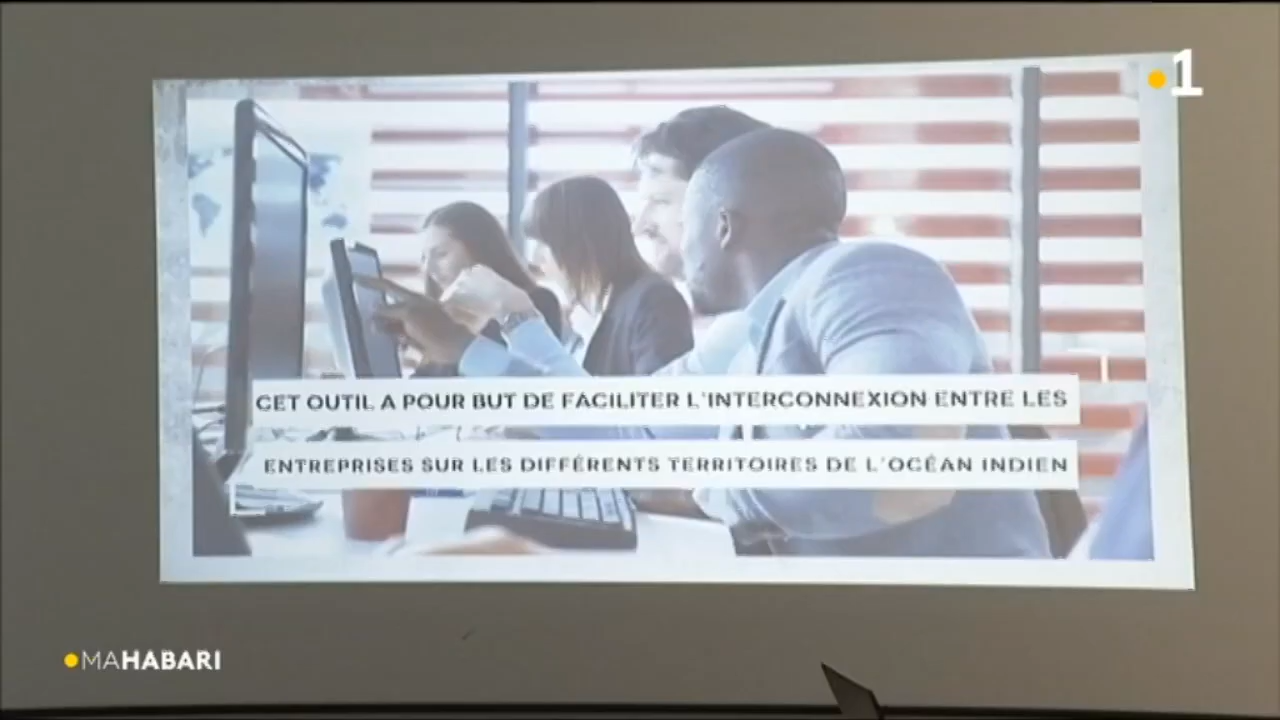 1
CET OUTIL A POUR BUT DE FACILITER L'INTERCONNEXION ENTRE LES
ENTREPRISES SUR LES DIFFÉRENTS TERRITOIRES DE L'OCÉAN INDIEN
MAHABARI